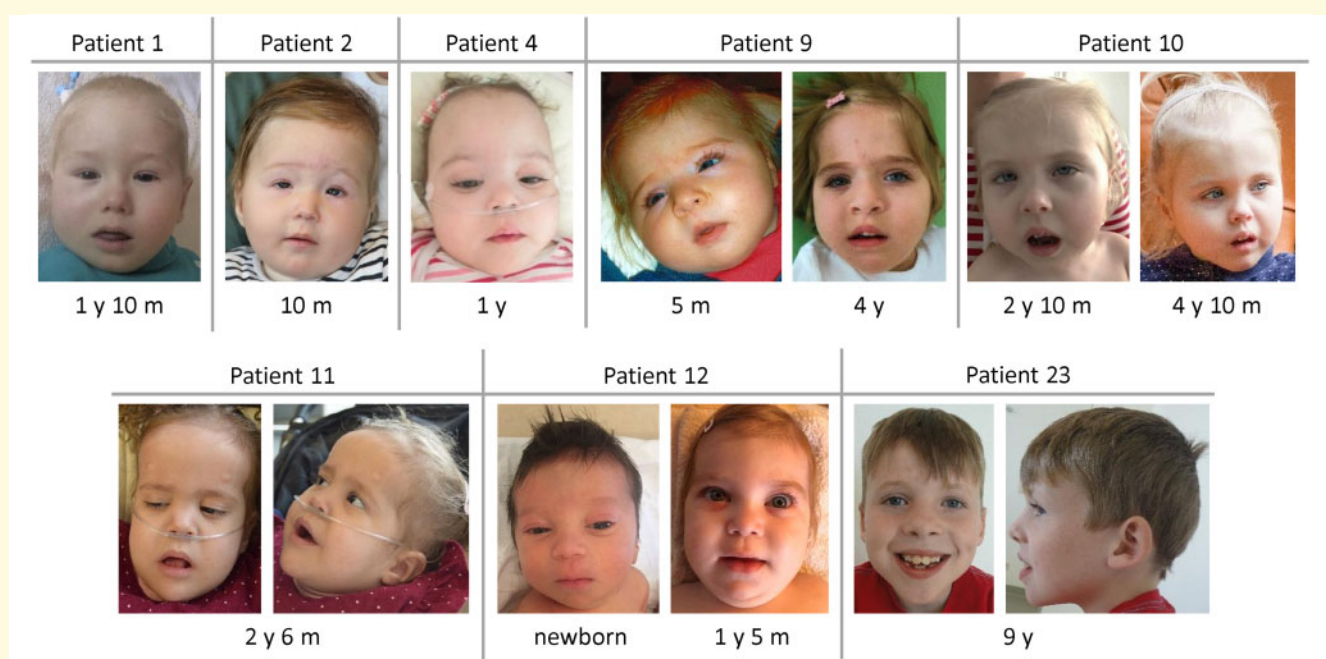 Patient 1 Patient 2 Patient 4 Patient 9 Patient 10
1 y 10 m 10 m 1 y 5 m 4 y 2 y 10 m 4 y 10 m
Patient 11 Patient 12 Patient 23
2 y 6 m newborn 1 y 5 m 9 y